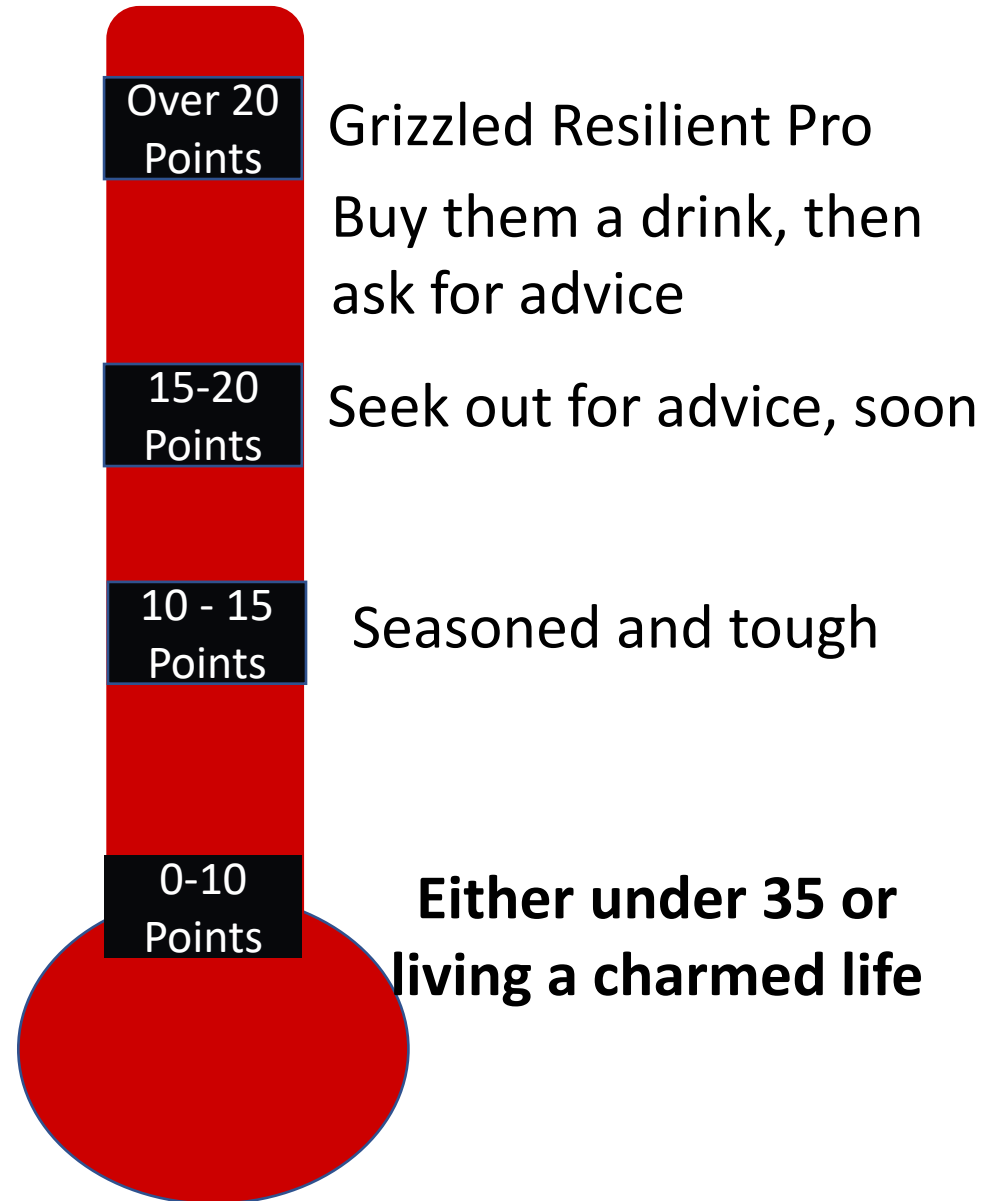 Over 20
Points
Grizzled Resilient Pro
Buy them a drink, then
ask for advice
15-20
Points
Seek out for advice, soon
10 - 15
Points
Seasoned and tough
0-10
Points
Either under 35 or
living a charmed life